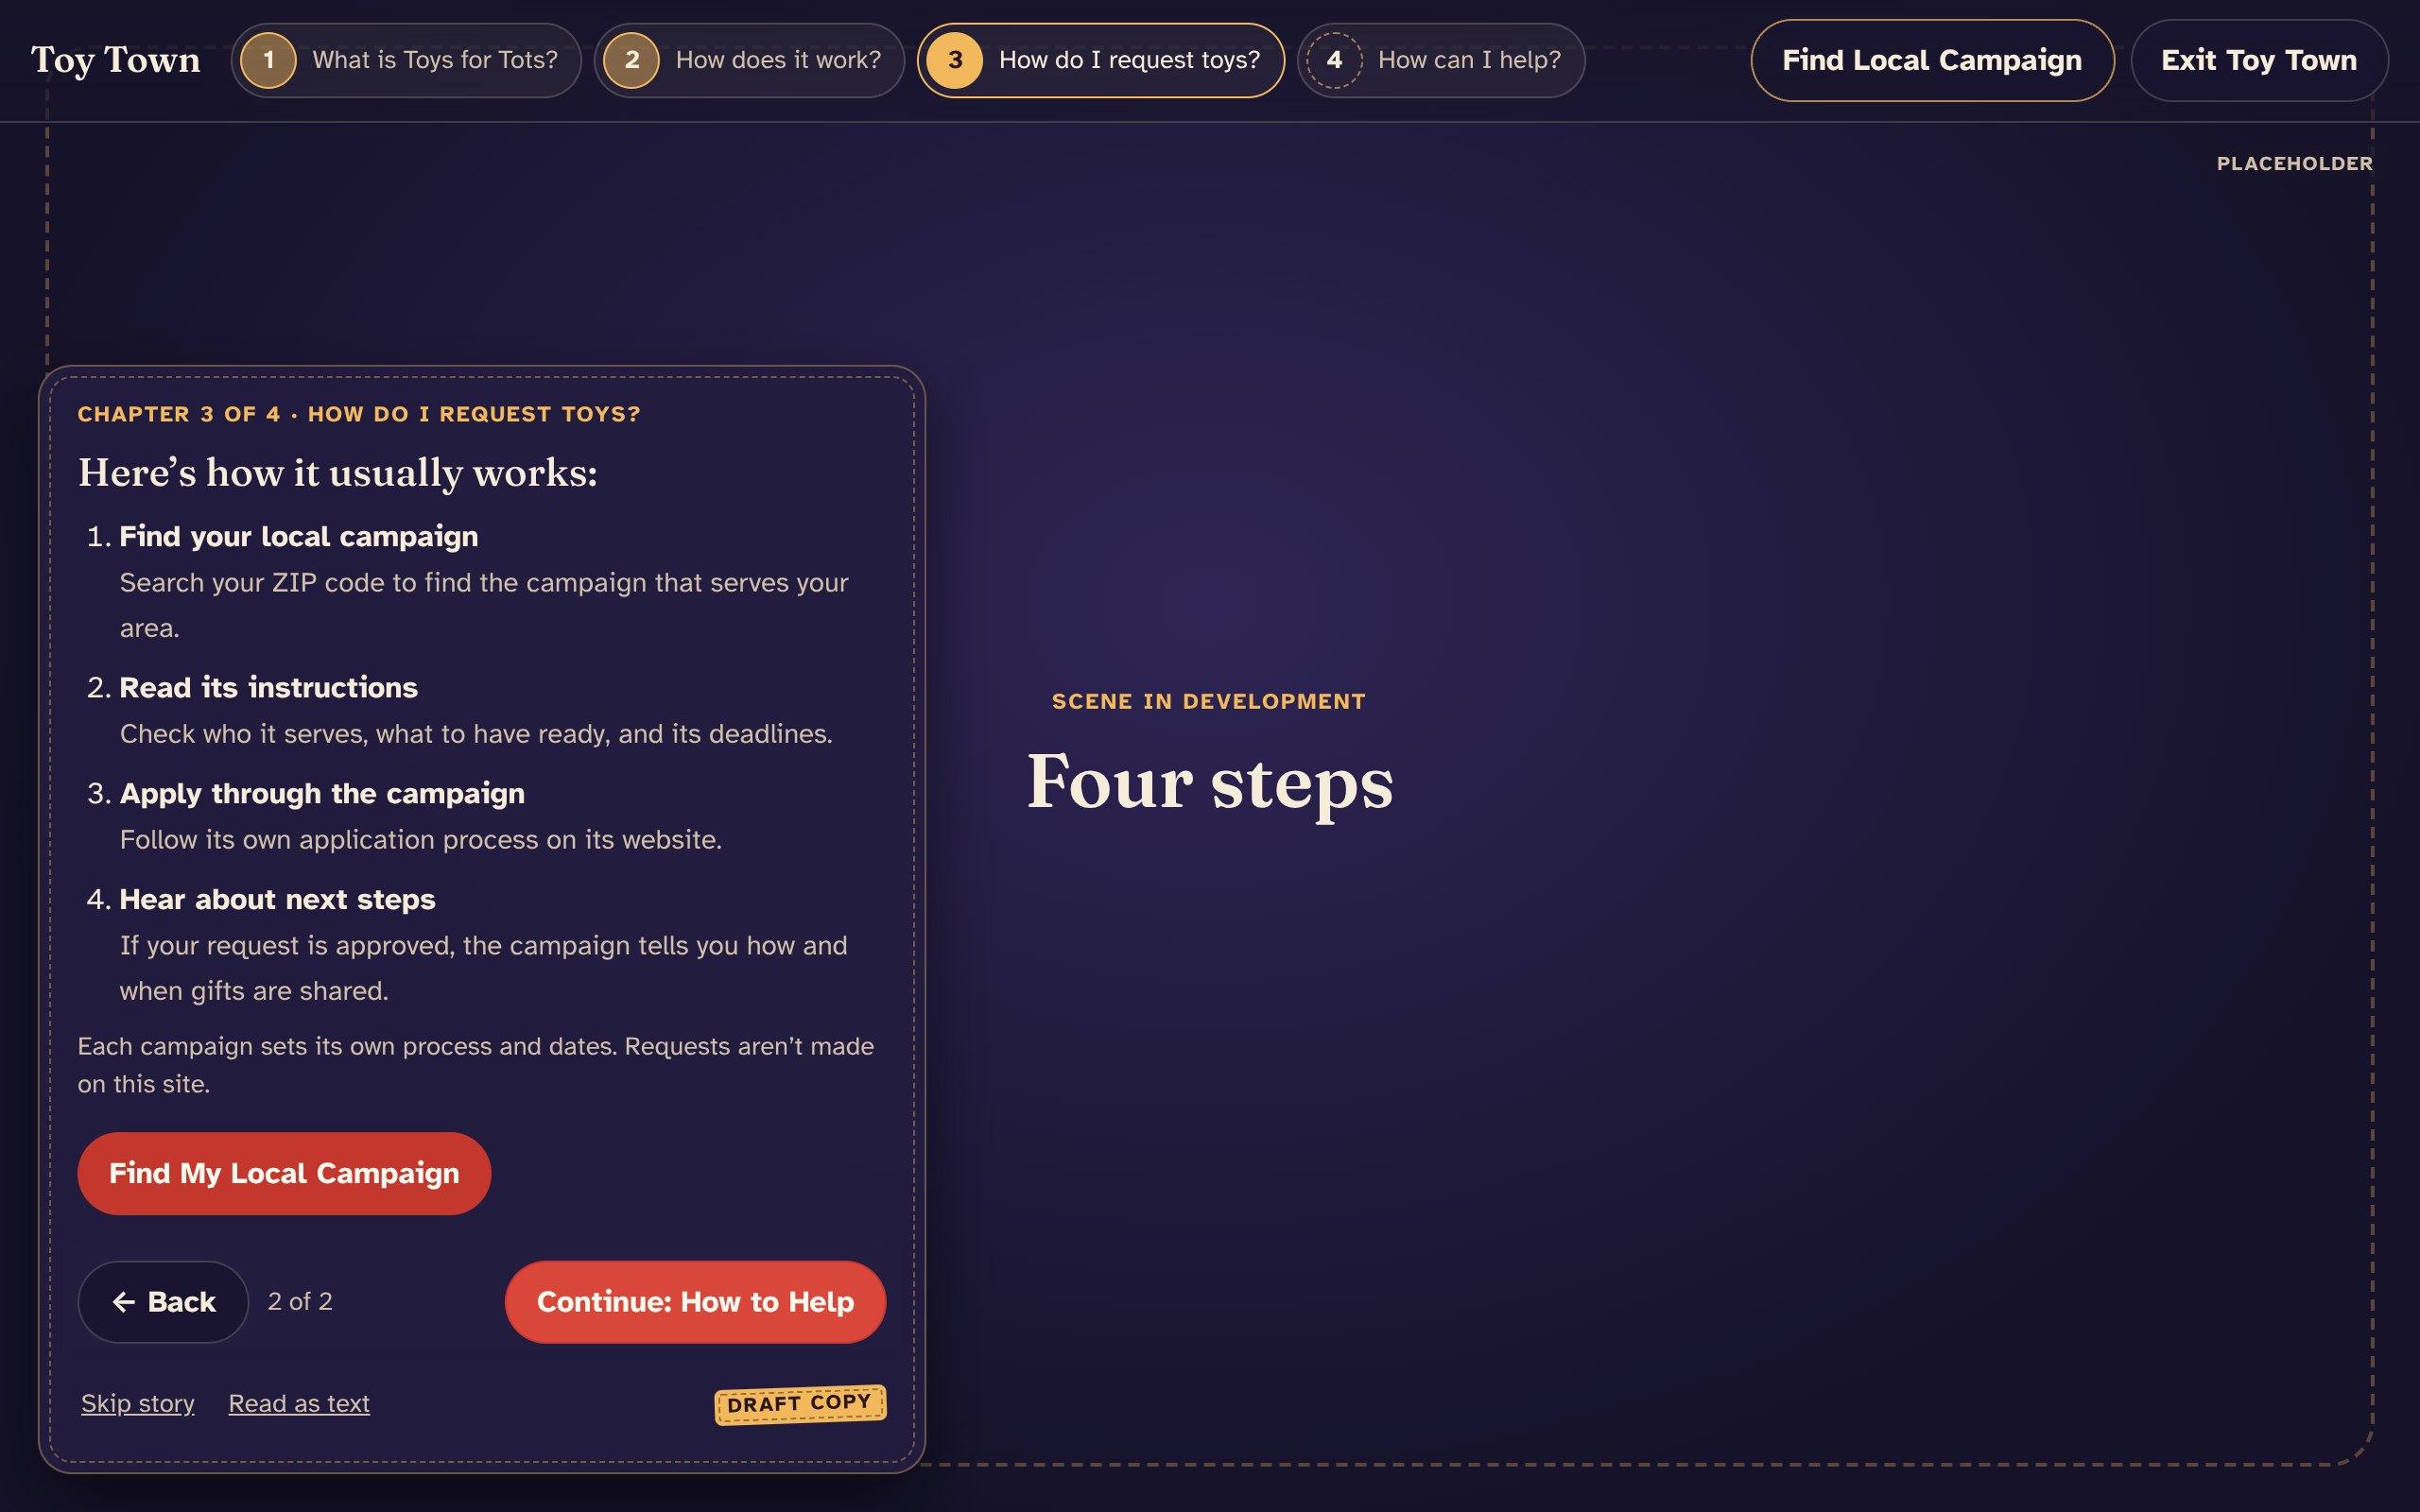 Toy Town
1 What is Toys for Tots?
2 How does it work?
3 How do I request toys?
4 How can I help?
Find Local Campaign
Exit Toy Town
PLACEHOLDER
CHAPTER 3 OF 4 · HOW DO I REQUEST TOYS?
Here’s how it usually works:
1. Find your local campaign
Search your ZIP code to find the campaign that serves your
area.
2. Read its instructions
Check who it serves, what to have ready, and its deadlines.
3. Apply through the campaign
Follow its own application process on its website.
4. Hear about next steps
If your request is approved, the campaign tells you how and
when gifts are shared.
Each campaign sets its own process and dates. Requests aren’t made
on this site.
Find My Local Campaign
← Back
2 of 2
Continue: How to Help
Skip story
Read as text
DRAFT COPY
SCENE IN DEVELOPMENT
Four steps